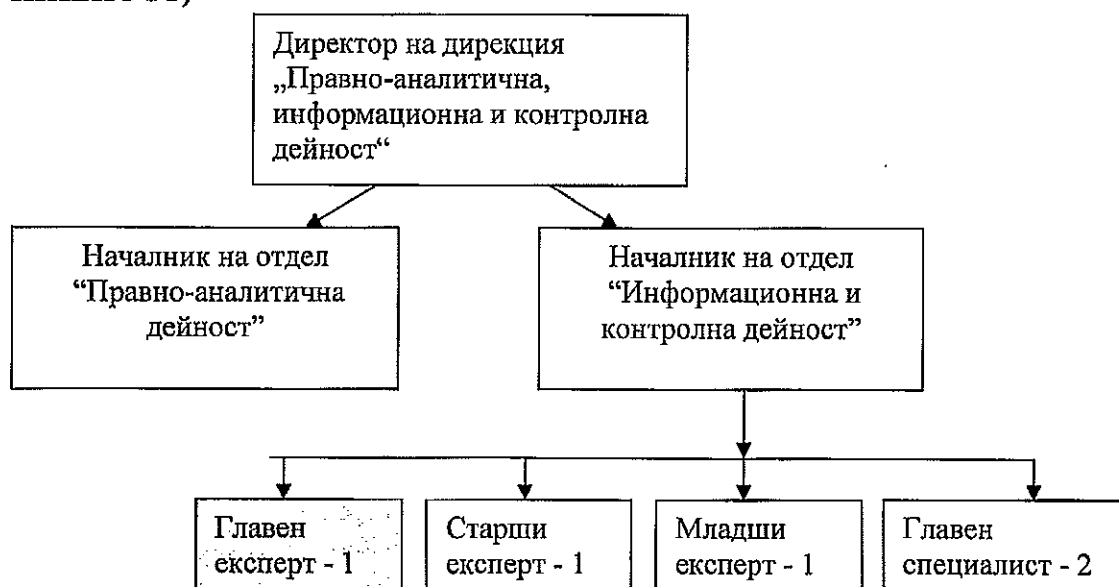 Директор на дирекция
„Правно-аналитична,
информационна и контролна
дейност“
Началник на отдел
“Правно-аналитична
дейност”
Началник на отдел
“Информационна и
контролна дейност”
Главен
експерт - 1
Старши
експерт - 1
Младши
експерт - 1
Главен
специалист - 2